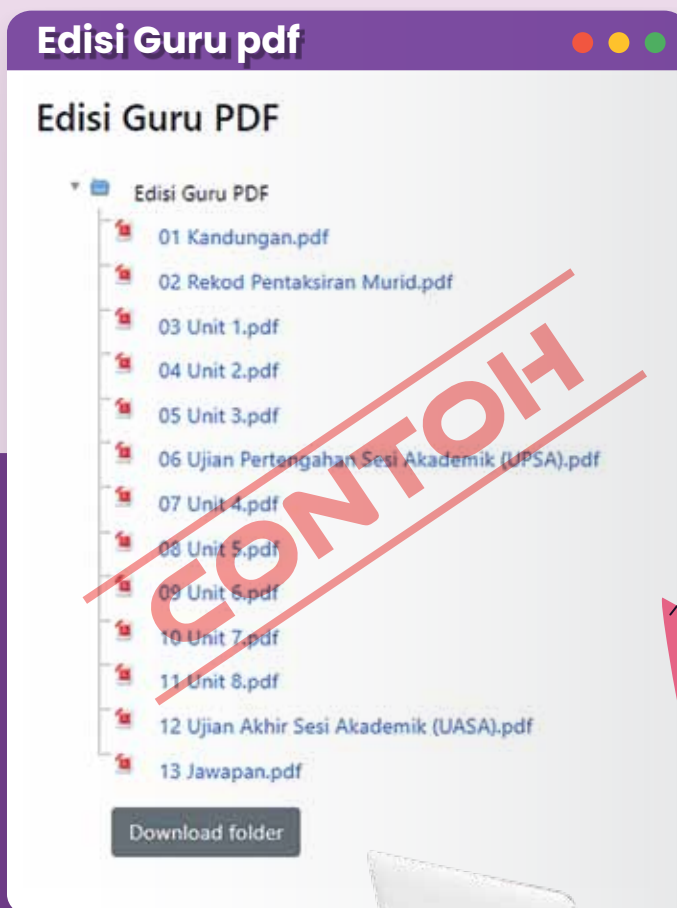 Edisi Guru pdf
Edisi Guru PDF
Edisi Guru PDF
01 Kandungan.pdf
02 Rekod Pentaksiran Murid.pdf
03 Unit 1.pdf
04 Unit 2.pdf
05 Unit 3.pdf
06 Ujian Pertengahan Sesi Akademik (UPSA).pdf
07 Unit 4.pdf
08 Unit 5.pdf
09 Unit 6.pdf
10 Unit 7.pdf
11 Unit 8.pdf
12 Ujian Akhir Sesi Akademik (UASA).pdf
13 Jawapan.pdf
CONTOH
Download folder